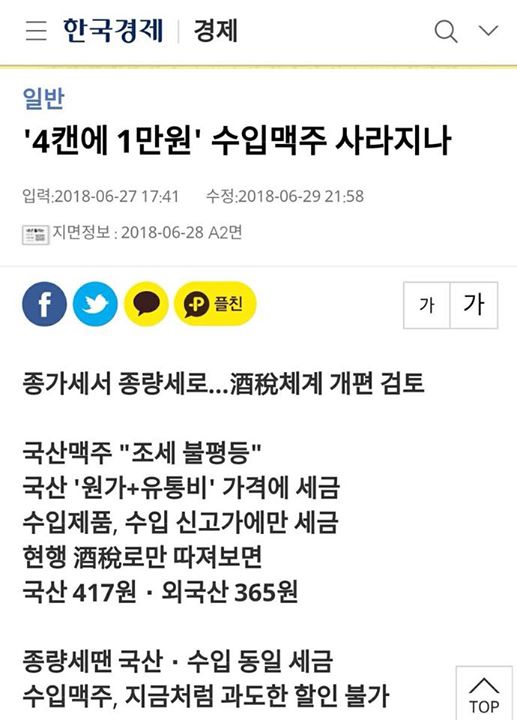 한국경제 경제
일반
'4캔에 1만원' 수입맥주 사라지나
입력:2018-06-27 17:41 수정:2018-06-29 21:58
지면정보 : 2018-06-28 A2면
플친 가 가
종가세서 종량세로...酒稅체계 개편 검토
국산맥주 "조세 불평등"
국산 '원가+유통비' 가격에 세금
수입제품, 수입 신고가에만 세금
현행 酒稅로만 따져보면
국산 417원 · 외국산 365원
종량세땐 국산 · 수입 동일 세금
수입맥주, 지금처럼 과도한 할인 불가
TOP